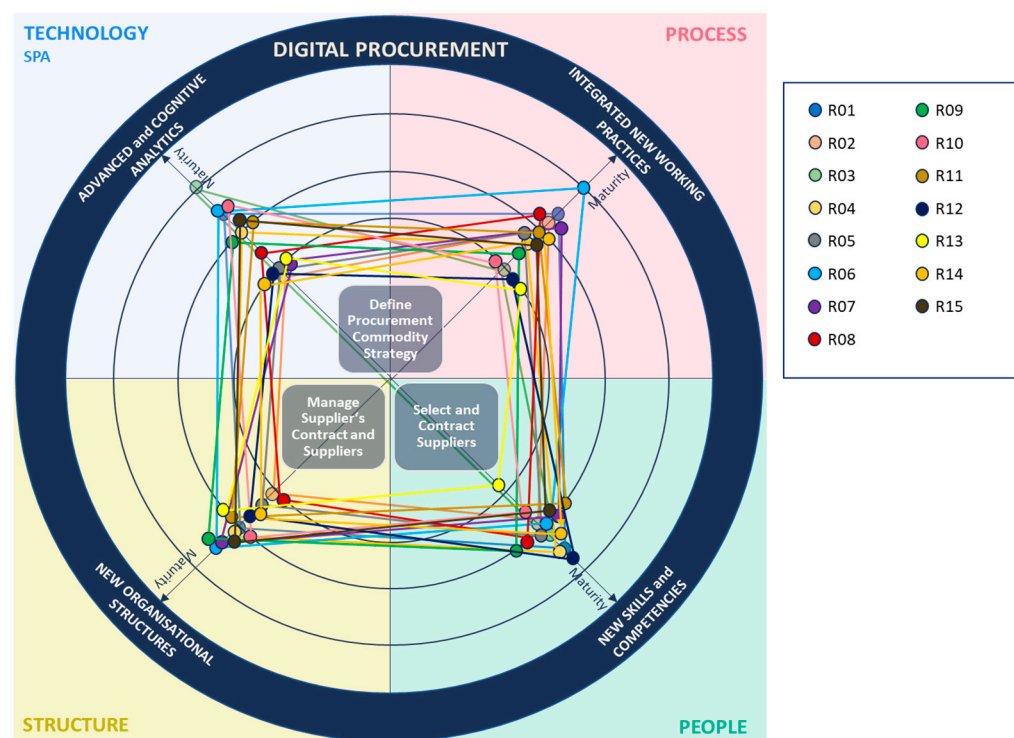 TECHNOLOGY
SPA
DIGITAL PROCUREMENT
PROCESS
ADVANCED and COGNITIVE
ANALYTICS
INTEGRATED NEW WORKING
PRACTICES
Maturity
Maturity
Define
Procurement
Commodity
Strategy
Manage
Supplier's
Contract and
Suppliers
Select and
Contract
Suppliers
Maturity
Maturity
NEW ORGANISATIONAL
STRUCTURES
NEW SKILLS and
COMPETENCIES
STRUCTURE
PEOPLE
R01
R02
R03
R04
R05
R06
R07
R08
R09
R10
R11
R12
R13
R14
R15